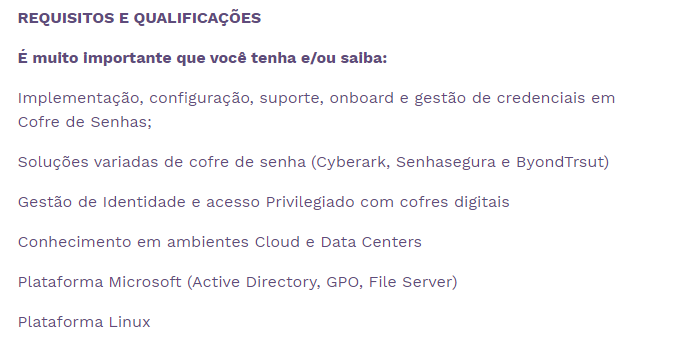 REQUISITOS E QUALIFICAÇÕES
É muito importante que você tenha e/ou saiba:
Implementação, configuração, suporte, onboard e gestão de credenciais em
Cofre de Senhas;
Soluções variadas de cofre de senha (Cyberark, Senhasegura e ByondTrsut)
Gestão de Identidade e acesso Privilegiado com cofres digitais
Conhecimento em ambientes Cloud e Data Centers
Plataforma Microsoft (Active Directory, GPO, File Server)
Plataforma Linux